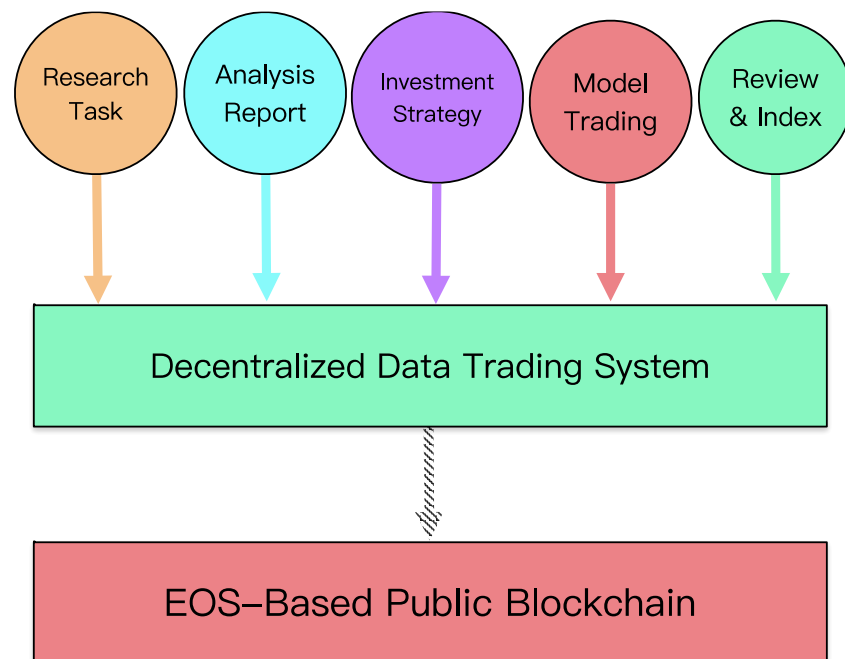 Research
Task
Analysis
Report
Investment
Strategy
Model
Trading
Review
& Index
Decentralized Data Trading System
EOS–Based Public Blockchain